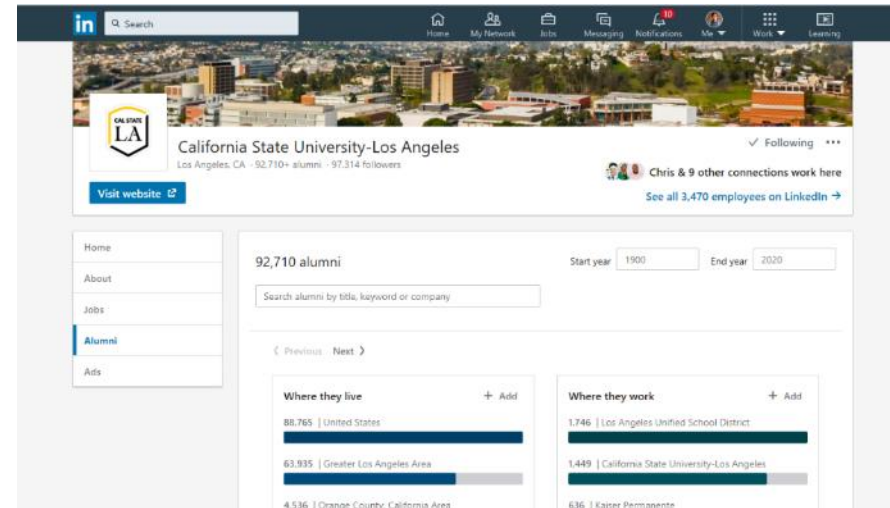 in
Search
Home
My Network
Jobs
Messaging
10
Notifications
Me
Work
Learning
CAL STATE
LA
California State University-Los Angeles
Los Angeles, CA · 92,710+ alumni · 97,314 followers
Following
Chris & 9 other connections work here
Visit website
See all 3,470 employees on LinkedIn →
Home
About
Jobs
Alumni
Ads
92,710 alumni
Start year 1900
End year 2020
Search alumni by title, keyword or company
Previous Next
Where they live
+ Add
88,765 | United States
63,935 | Greater Los Angeles Area
4,536 | Orange County, California Area
Where they work
+ Add
1,746 | Los Angeles Unified School District
1,449 | California State University-Los Angeles
636 | Kaiser Permanente